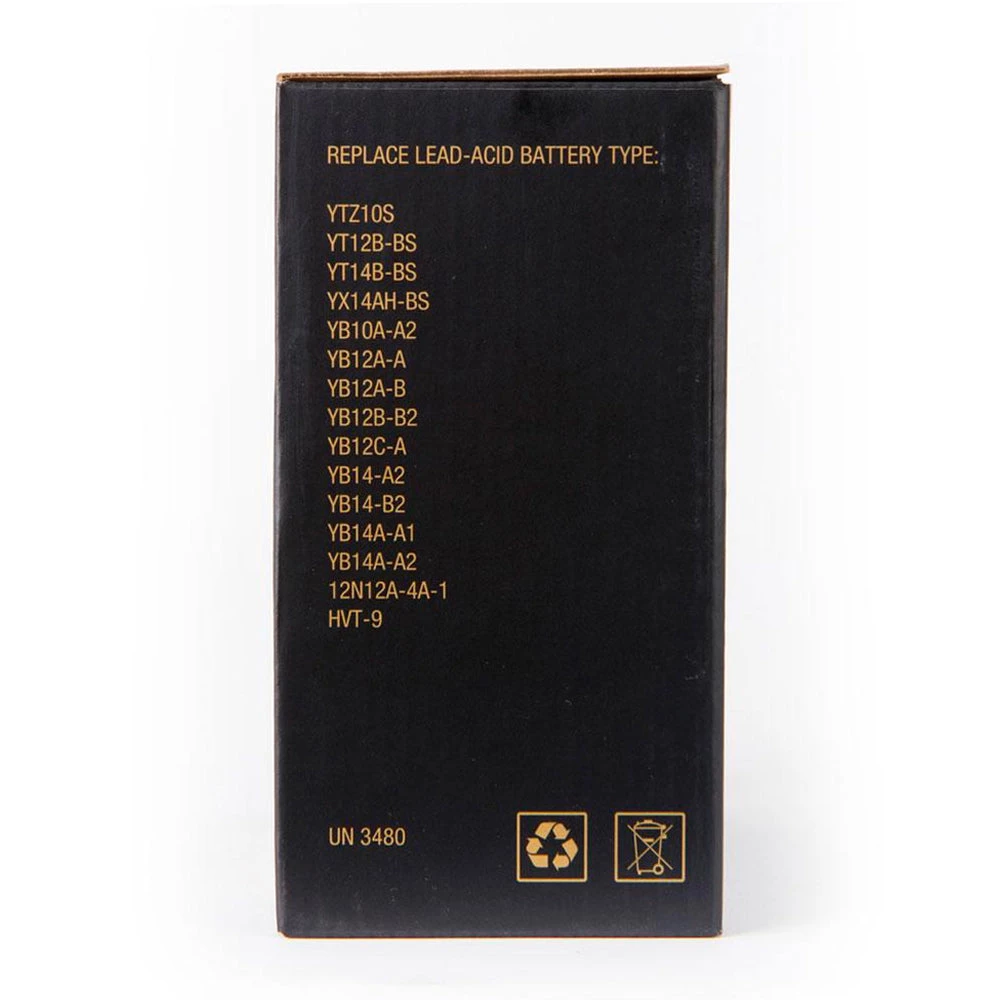 REPLACE LEAD-ACID BATTERY TYPE:
YTZ10S
YT12B-BS
YT14B-BS
YX14AH-BS
YB10A-A2
YB12A-A
YB12A-B
YB12B-B2
YB12C-A
YB14-A2
YB14-B2
YB14A-A1
YB14A-A2
12N12A-4A-1
HVT-9
UN 3480